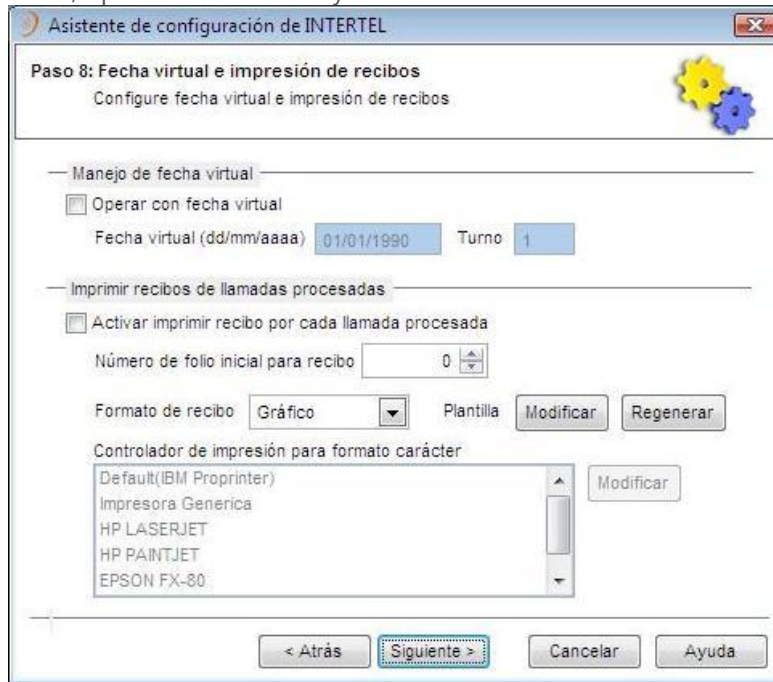 Asistente de configuración de INTERTEL
Paso 8: Fecha virtual e impresión de recibos
Configure fecha virtual e impresión de recibos
Manejo de fecha virtual
Operar con fecha virtual
Fecha virtual (dd/mm/aaaa) 01/01/1990 Turno 1
Imprimir recibos de llamadas procesadas
Activar imprimir recibo por cada llamada procesada
Número de folio inicial para recibo 0
Formato de recibo Gráfico Plantilla Modificar Regenerar
Controlador de impresión para formato carácter
Default(IBM Proprinter) Modificar
Impresora Generica
HP LASERJET
HP PAINTJET
EPSON FX-80
< Atrás Siguiente > Cancelar Ayuda